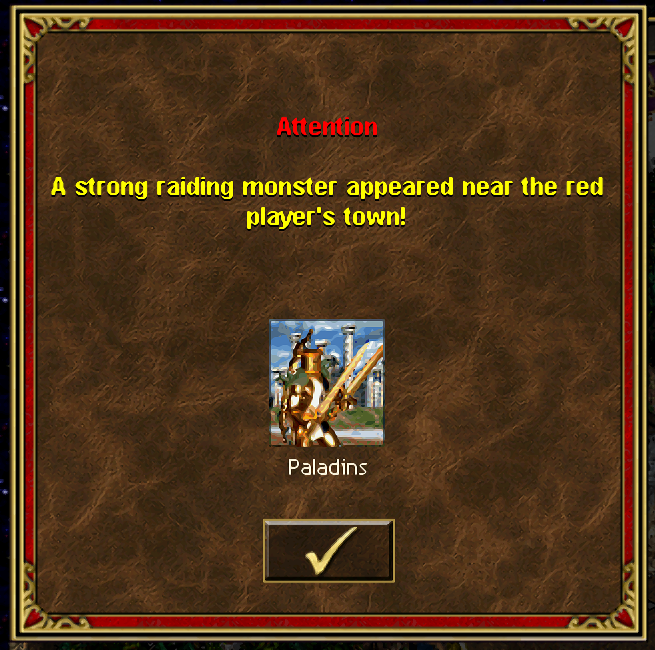 Attention
A strong raiding monster appeared near the red
player's town!
Paladins